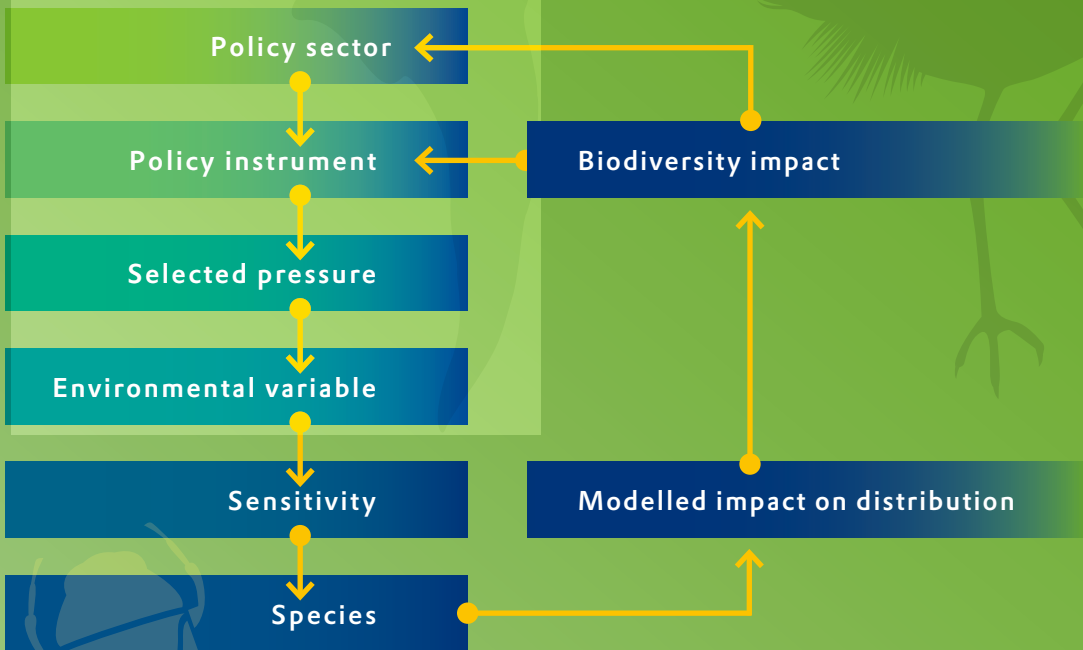 Policy sector
Policy instrument
Biodiversity impact
Selected pressure
Environmental variable
Sensitivity
Modelled impact on distribution
Species